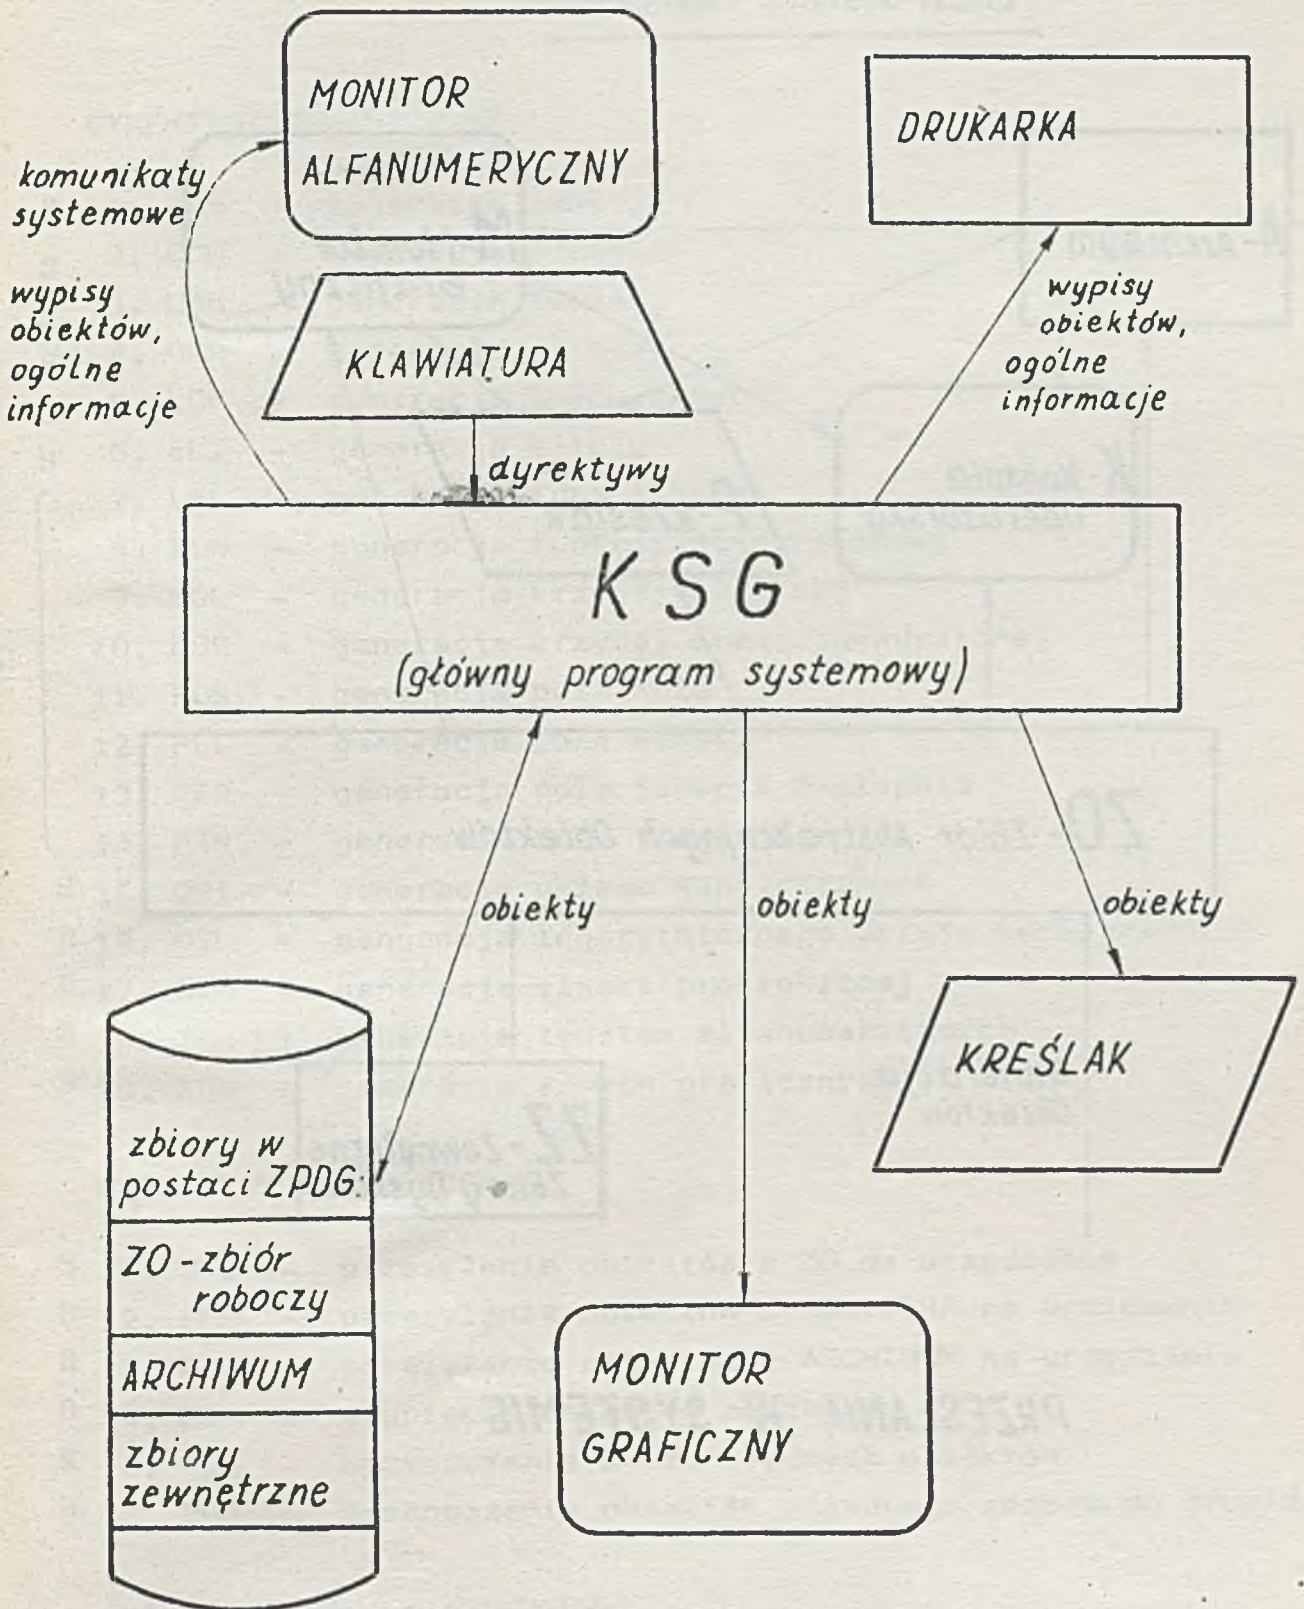 MONITOR
ALFANUMERYCZNY
DRUKARKA
komunikaty
systemowe
wypisy
obiektów,
ogólne
informacje
KLAWIATURA
wypisy
obiektów,
ogólne
informacje
dyrektywy
KSG
(główny program systemowy)
obiekty
obiekty
obiekty
KREŚLAK
zbiory w
postaci ZPDG
ZO - zbiór
roboczy
ARCHIWUM
zbiory
zewnętrzne
MONITOR
GRAFICZNY